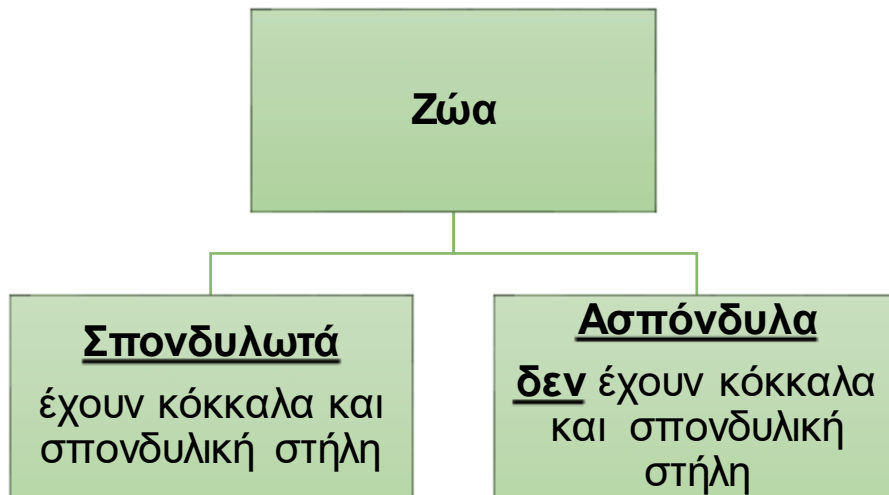 Ζώα
Σπονδυλωτά
έχουν κόκκαλα και
σπονδυλική στήλη
Ασπόνδυλα
δεν έχουν κόκκαλα
και σπονδυλική
στήλη